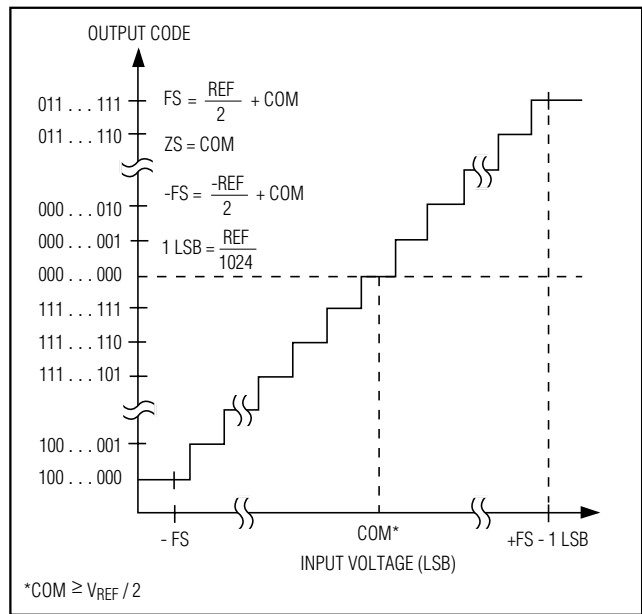 OUTPUT CODE
011 . . . 111
FS = REF/2 + COM
011 . . . 110
ZS = COM
-FS = -REF/2 + COM
000 . . . 010
000 . . . 001
1 LSB = REF/1024
000 . . . 000
111 . . . 111
111 . . . 110
111 . . . 101
100 . . . 001
100 . . . 000
- FS
COM*
+FS - 1 LSB
INPUT VOLTAGE (LSB)
*COM ≥ VREF / 2